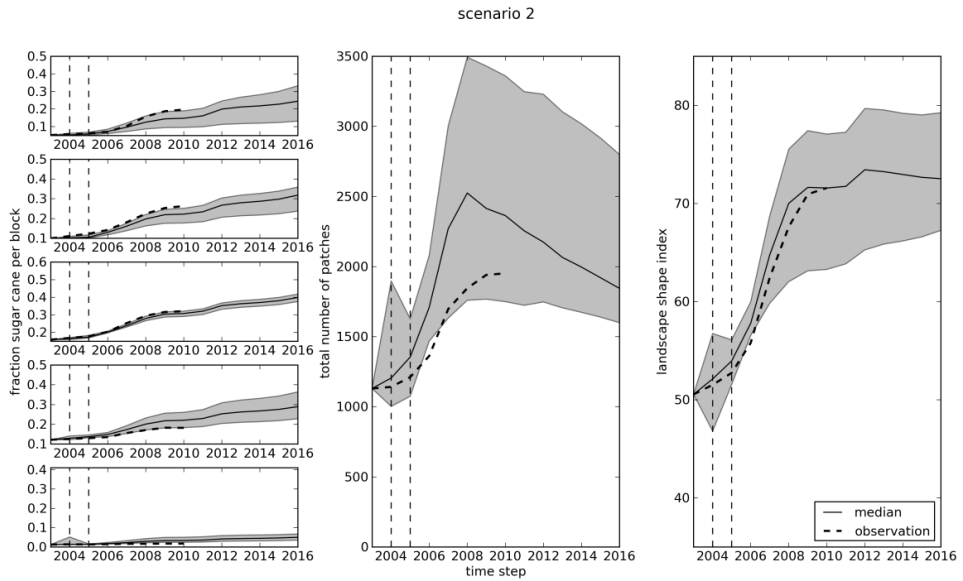 scenario 2
fraction sugar cane per block
0.5
0.4
0.3
0.2
0.1
2004 2006 2008 2010 2012 2014 2016
0.5
0.4
0.3
0.2
0.1
2004 2006 2008 2010 2012 2014 2016
0.5
0.4
0.3
0.2
2004 2006 2008 2010 2012 2014 2016
0.5
0.4
0.3
0.2
0.1
2004 2006 2008 2010 2012 2014 2016
0.4
0.3
0.2
0.1
0.0
2004 2006 2008 2010 2012 2014 2016
total number of patches
3500
3000
2500
2000
1500
1000
500
0
2004 2006 2008 2010 2012 2014 2016
time step
landscape shape index
80
70
60
50
40
median
observation
2004 2006 2008 2010 2012 2014 2016